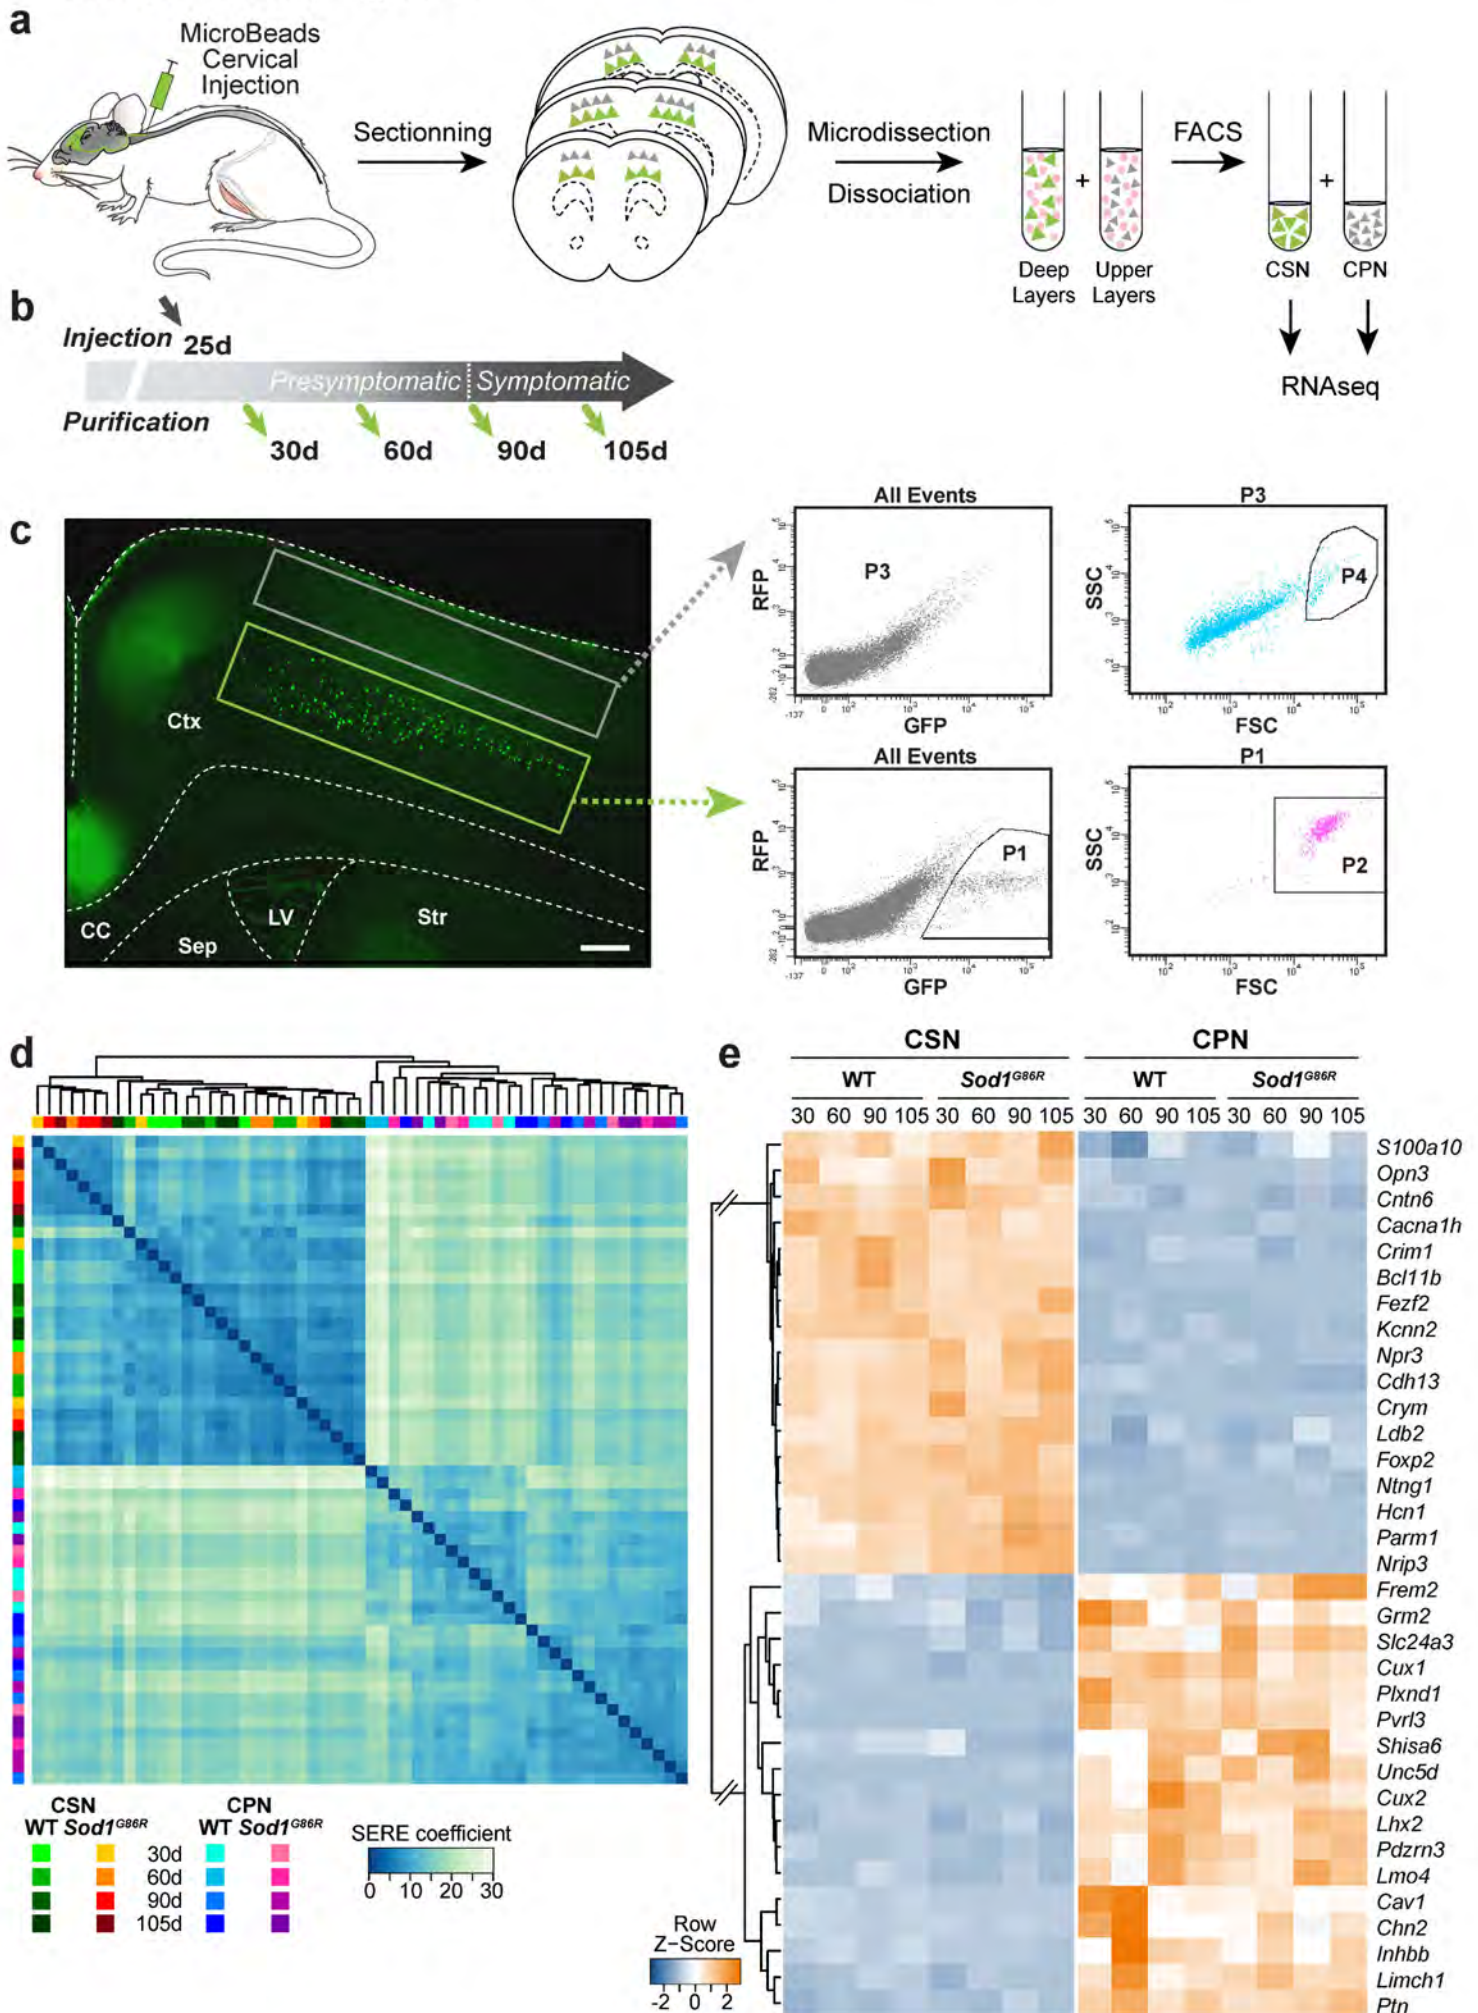 a
MicroBeads
Cervical
Injection
Sectionning
Microdissection
Dissociation
FACS
+
+
Deep
Layers
Upper
Layers
CSN
CPN
RNAseq
b
Injection
25d
Presymptomatic
Symptomatic
Purification
30d
60d
90d
105d
c
Ctx
CC
Sep
LV
Str
All Events
RFP
P3
GFP
P3
SSC
P4
FSC
All Events
RFP
P1
GFP
P1
SSC
P2
FSC
d
CSN
WT Sod1G86R
CPN
WT Sod1G86R
30d
60d
90d
105d
SERE coefficient
0 10 20 30
e
CSN
CPN
WT
Sod1G86R
WT
Sod1G86R
30 60 90 105 30 60 90 105 30 60 90 105 30 60 90 105
S100a10
Opn3
Cntn6
Cacna1h
Crim1
Bcl11b
Fezf2
Kcnn2
Npr3
Cdh13
Crym
Ldb2
Foxp2
Ntng1
Hcn1
Parm1
Nrip3
Frem2
Grm2
Slc24a3
Cux1
Plxnd1
Pvrl3
Shisa6
Unc5d
Cux2
Lhx2
Pdzrn3
Lmo4
Cav1
Chn2
Inhbb
Limch1
Ptn
Row
Z-Score
-2 0 2